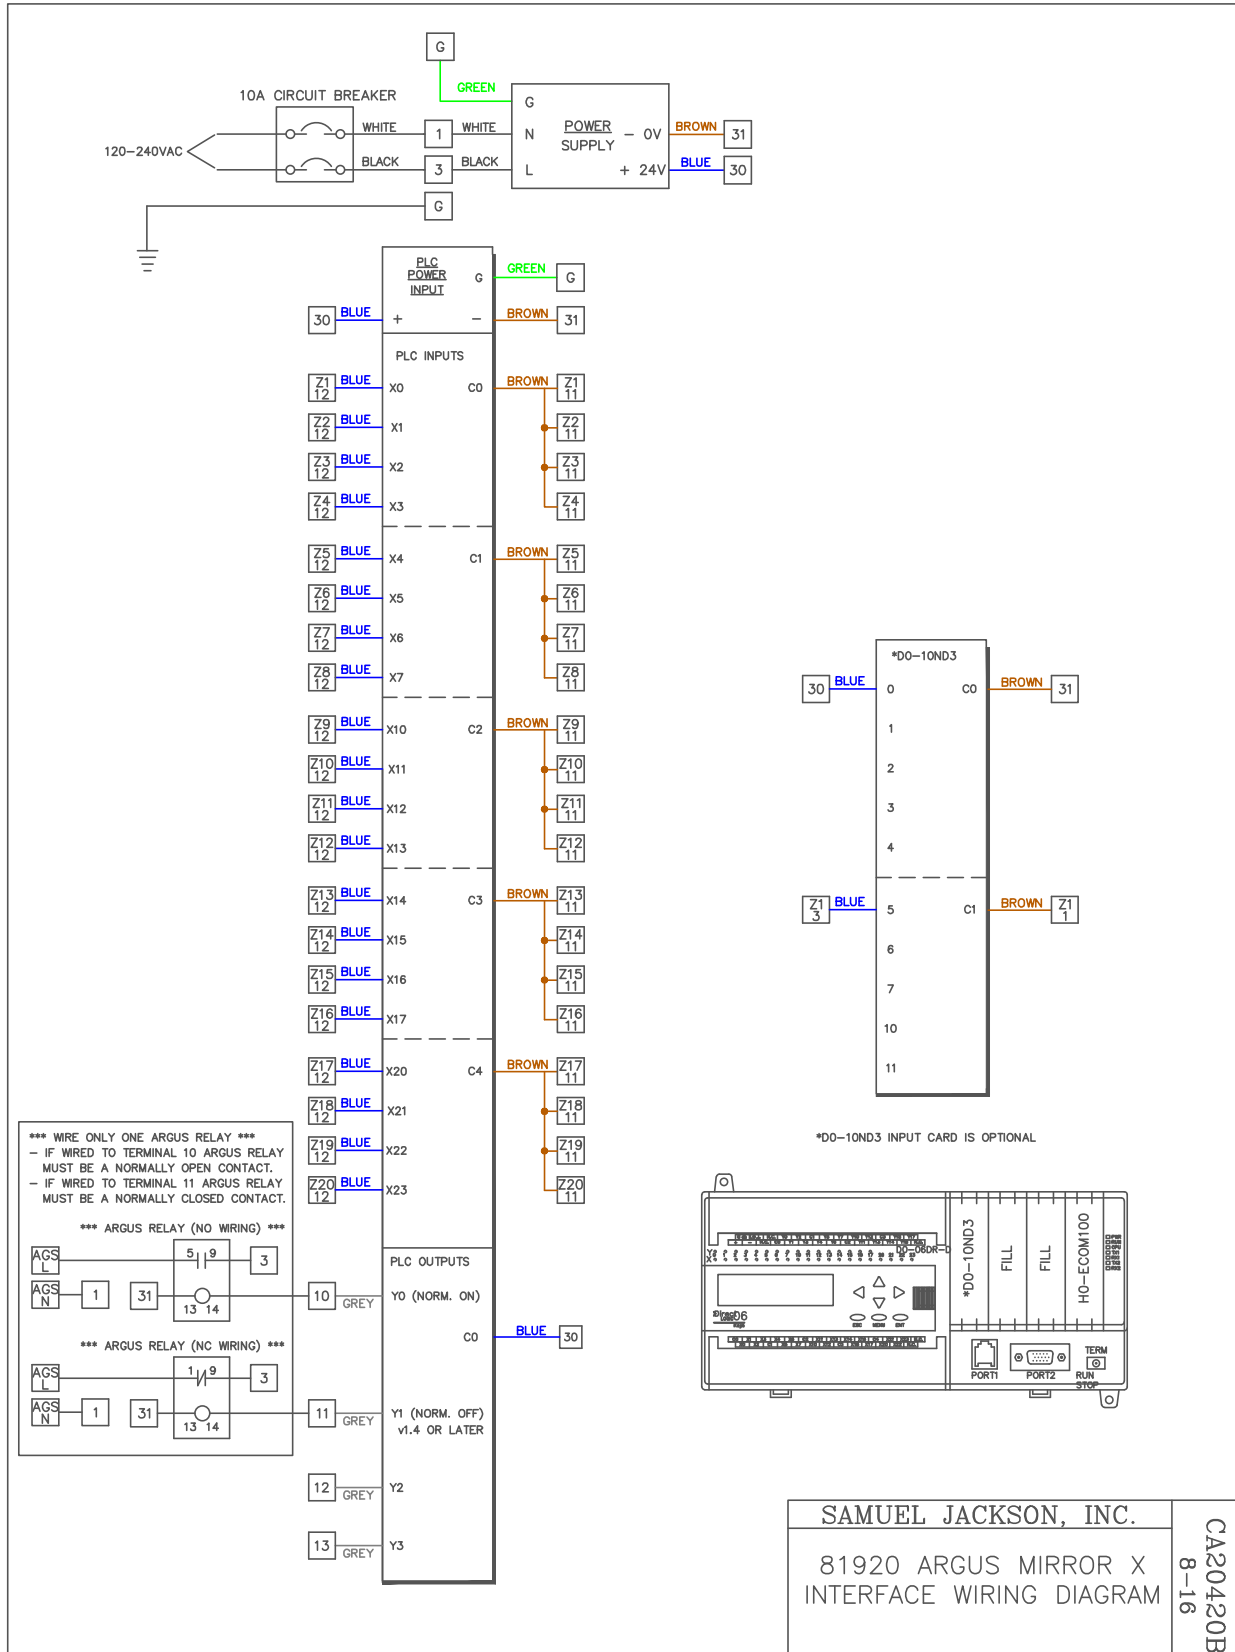 G
GREEN
10A CIRCUIT BREAKER
120-240VAC
WHITE 1 WHITE
BLACK 3 BLACK
G
G
N POWER SUPPLY - 0V BROWN 31
L + 24V BLUE 30
PLC
POWER
INPUT
G GREEN G
30 BLUE + - BROWN 31
PLC INPUTS
Z1 12 BLUE X0 C0 BROWN Z1 11
Z2 12 BLUE X1 Z2 11
Z3 12 BLUE X2 Z3 11
Z4 12 BLUE X3 Z4 11
Z5 12 BLUE X4 C1 BROWN Z5 11
Z6 12 BLUE X5 Z6 11
Z7 12 BLUE X6 Z7 11
Z8 12 BLUE X7 Z8 11
Z9 12 BLUE X10 C2 BROWN Z9 11
Z10 12 BLUE X11 Z10 11
Z11 12 BLUE X12 Z11 11
Z12 12 BLUE X13 Z12 11
Z13 12 BLUE X14 C3 BROWN Z13 11
Z14 12 BLUE X15 Z14 11
Z15 12 BLUE X16 Z15 11
Z16 12 BLUE X17 Z16 11
Z17 12 BLUE X20 C4 BROWN Z17 11
Z18 12 BLUE X21 Z18 11
Z19 12 BLUE X22 Z19 11
Z20 12 BLUE X23 Z20 11
*** WIRE ONLY ONE ARGUS RELAY ***
- IF WIRED TO TERMINAL 10 ARGUS RELAY
MUST BE A NORMALLY OPEN CONTACT.
- IF WIRED TO TERMINAL 11 ARGUS RELAY
MUST BE A NORMALLY CLOSED CONTACT.
*** ARGUS RELAY (NO WIRING) ***
AGS L 5 9 3
AGS N 1 31 13 14 10 GREY
*** ARGUS RELAY (NC WIRING) ***
AGS L 1 9 3
AGS N 1 31 13 14 11 GREY
PLC OUTPUTS
Y0 (NORM. ON)
C0 BLUE 30
Y1 (NORM. OFF)
v1.4 OR LATER
12 GREY Y2
13 GREY Y3
*D0-10ND3
30 BLUE 0 C0 BROWN 31
1
2
3
4
Z1 3 BLUE 5 C1 BROWN Z1 1
6
7
10
11
*D0-10ND3 INPUT CARD IS OPTIONAL
Y
X
D0-06DR-D
Direct
06
ESC MENU ENT
*D0-10ND3
FILL
FILL
H0-ECOM100
PORT1
PORT2
TERM
RUN
STOP
SAMUEL JACKSON, INC.
81920 ARGUS MIRROR X
INTERFACE WIRING DIAGRAM
CA20420B
8-16